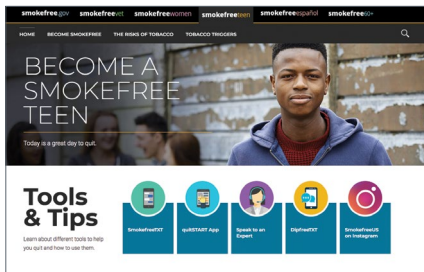 smokefree.gov smokefreevet smokefreewomen smokefreeteen smokefreeespañol smokefree60+
HOME BECOME SMOKEFREE THE RISKS OF TOBACCO TOBACCO TRIGGERS
BECOME A
SMOKEFREE
TEEN
Today is a great day to quit.
Tools
& Tips
Learn about different tools to help
you quit and how to use them.
SmokefreeTXT
quitSTART App
Speak to an
Expert
DipfreeTXT
SmokefreeUS
on Instagram